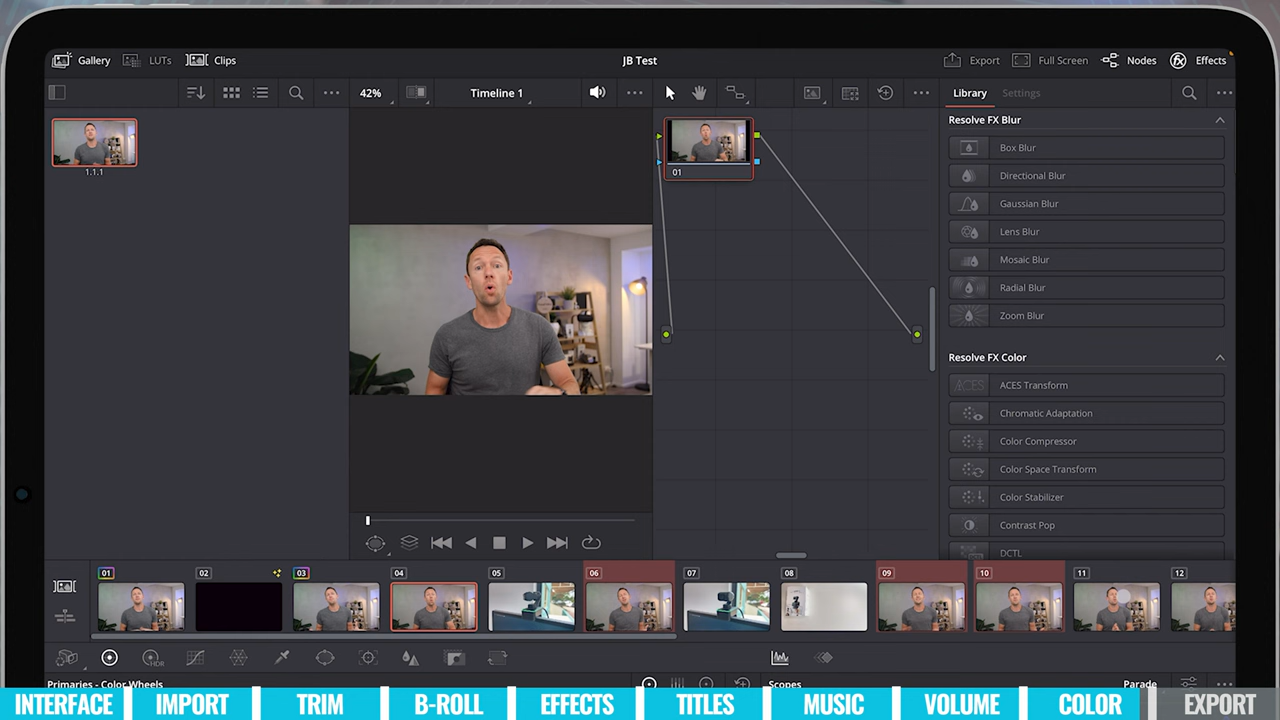 Gallery LUTs Clips JB Test Export Full Screen Nodes Effects
42% Timeline 1 Library Settings
Resolve FX Blur
Box Blur
Directional Blur
Gaussian Blur
Lens Blur
Mosaic Blur
Radial Blur
Zoom Blur
Resolve FX Color
ACES ACES Transform
Chromatic Adaptation
Color Compressor
Color Space Transform
Color Stabilizer
Contrast Pop
DCTL
1.1.1
01
01 02 03 04 05 06 07 08 09 10 11 12
HDR
Primaries - Color Wheels Scopes Parade
INTERFACE IMPORT TRIM B-ROLL EFFECTS TITLES MUSIC VOLUME COLOR EXPORT